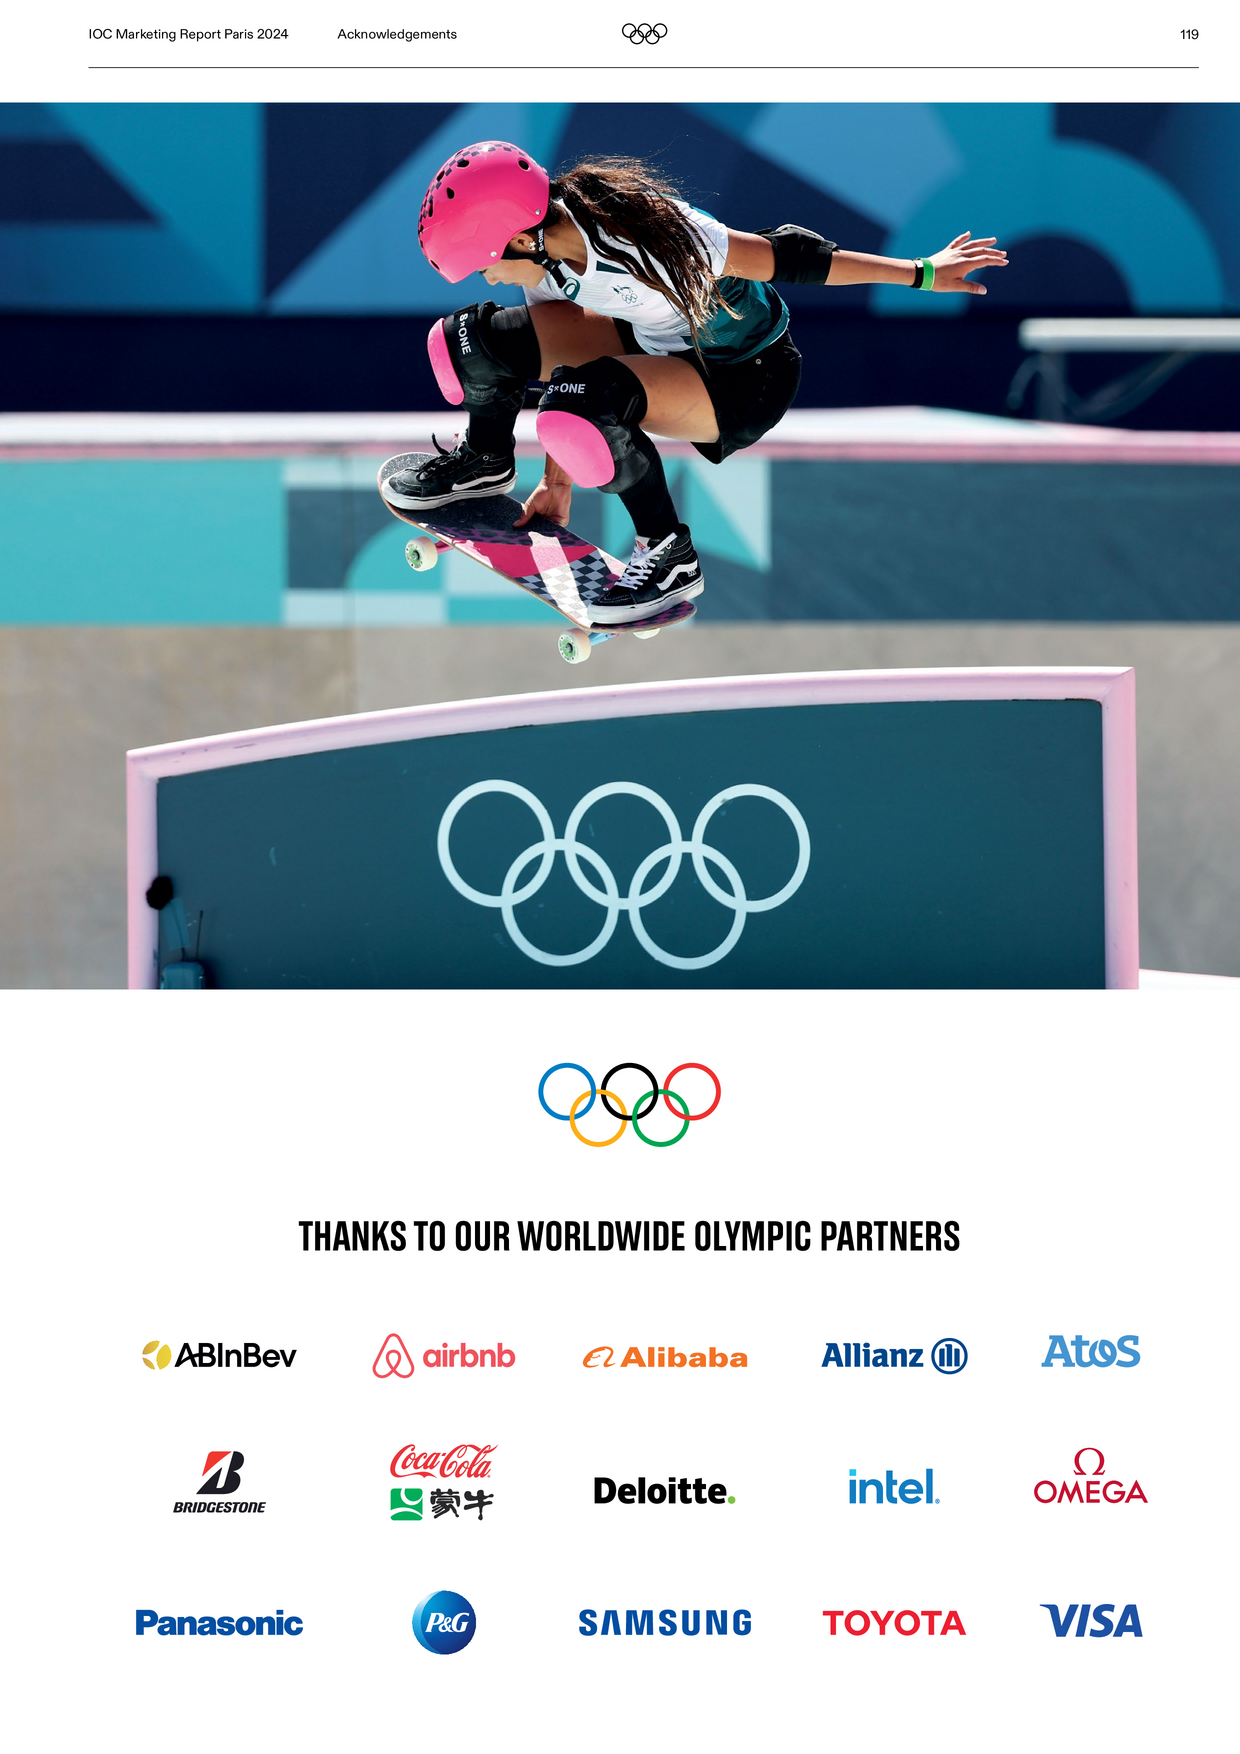 IOC Marketing Report Paris 2024 Acknowledgements 119
S-ONE
S-ONE
S-ONE
THANKS TO OUR WORLDWIDE OLYMPIC PARTNERS
ABInBev airbnb Alibaba Allianz Atos
BRIDGESTONE Coca-Cola 蒙牛 Deloitte. intel® Ω OMEGA
Panasonic P&G SAMSUNG TOYOTA VISA